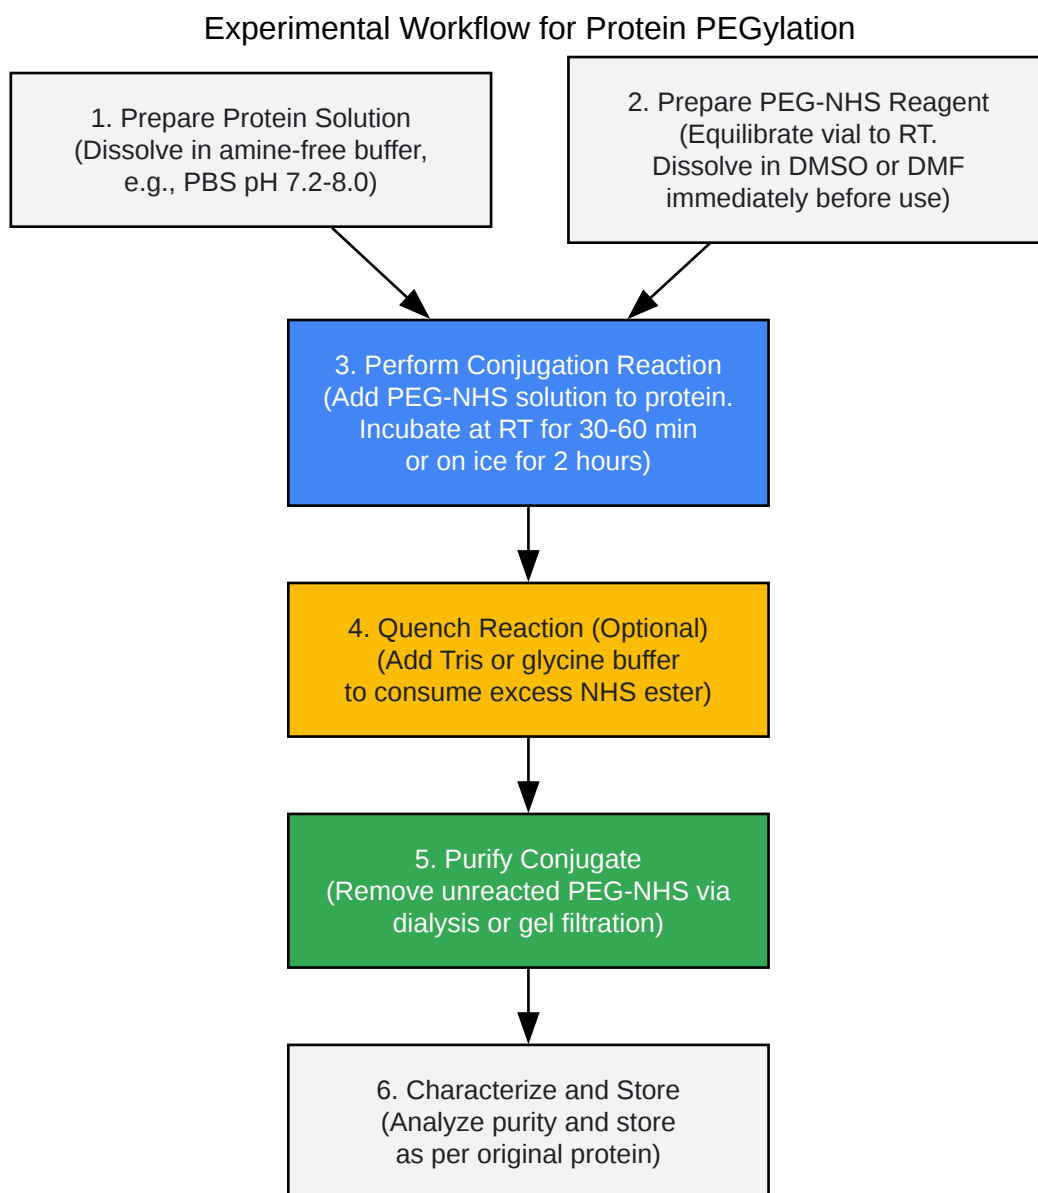 Experimental Workflow for Protein PEGylation
1. Prepare Protein Solution
(Dissolve in amine-free buffer,
e.g., PBS pH 7.2-8.0)
2. Prepare PEG-NHS Reagent
(Equilibrate vial to RT.
Dissolve in DMSO or DMF
immediately before use)
3. Perform Conjugation Reaction
(Add PEG-NHS solution to protein.
Incubate at RT for 30-60 min
or on ice for 2 hours)
4. Quench Reaction (Optional)
(Add Tris or glycine buffer
to consume excess NHS ester)
5. Purify Conjugate
(Remove unreacted PEG-NHS via
dialysis or gel filtration)
6. Characterize and Store
(Analyze purity and store
as per original protein)